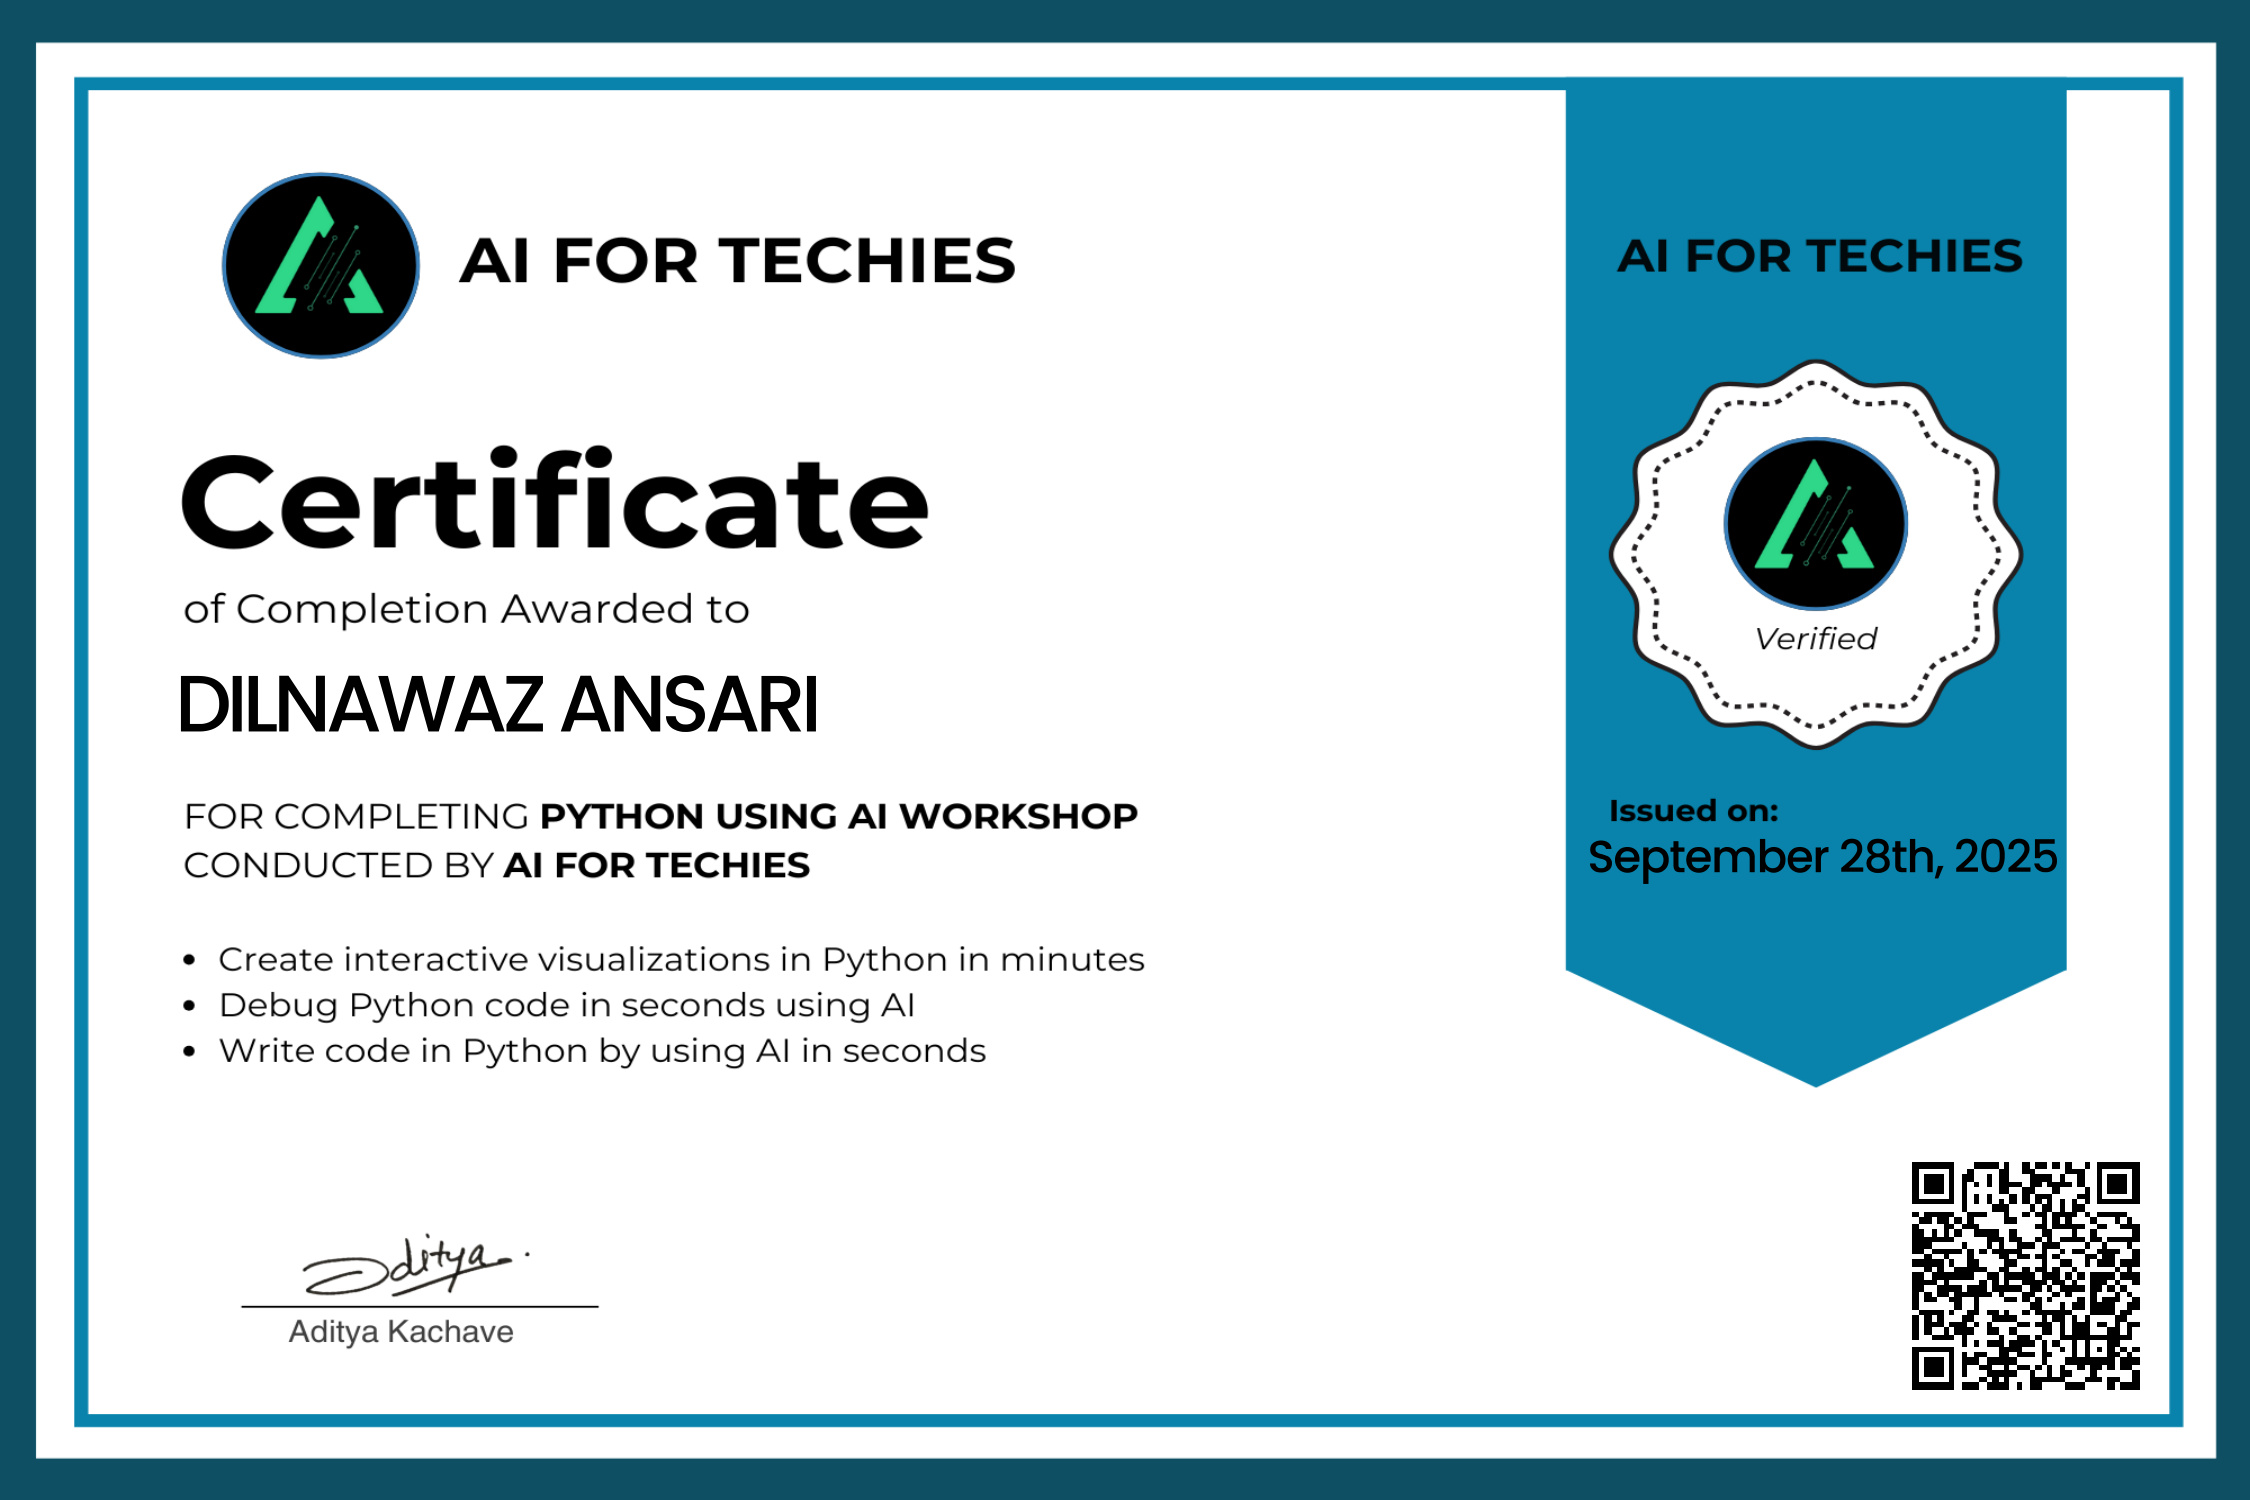 AI FOR TECHIES
Certificate
of Completion Awarded to
DILNAWAZ ANSARI
FOR COMPLETING PYTHON USING AI WORKSHOP
CONDUCTED BY AI FOR TECHIES
• Create interactive visualizations in Python in minutes
• Debug Python code in seconds using AI
• Write code in Python by using AI in seconds
Aditya
Aditya Kachave
AI FOR TECHIES
Verified
Issued on:
September 28th, 2025